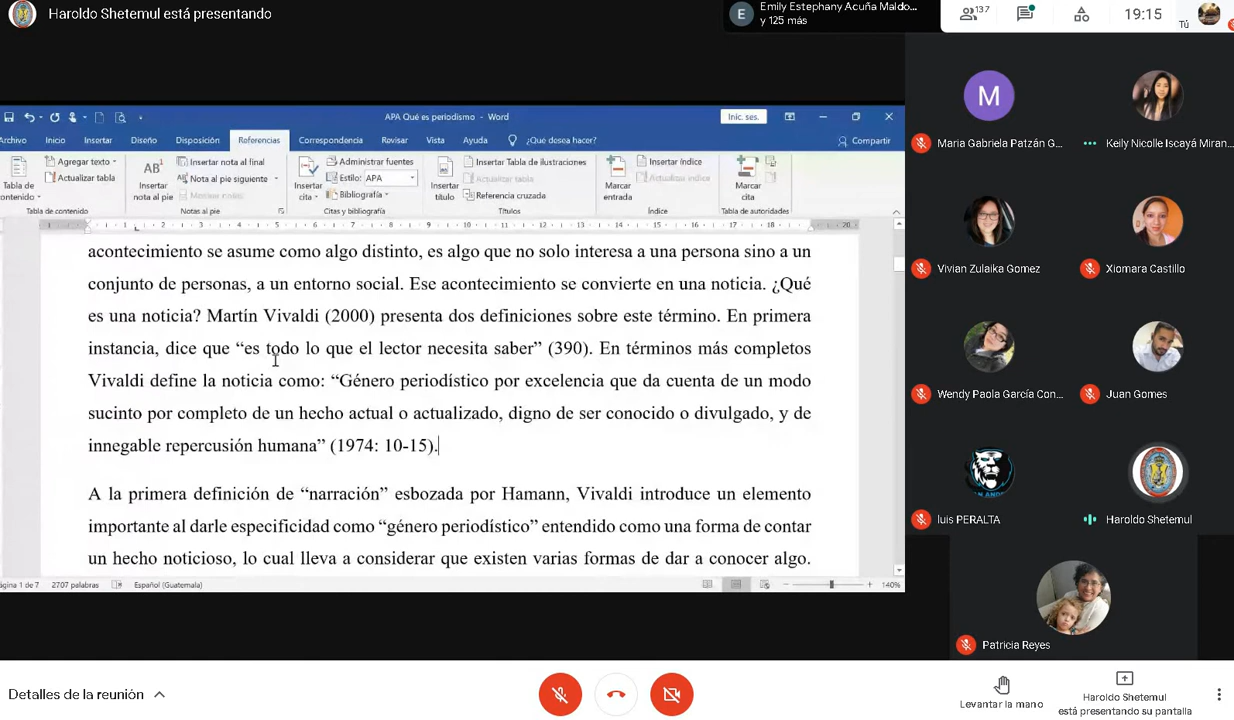 Haroldo Shetemul está presentando
E
Emily Estephany Acuña Maldo...
y 125 más
137
19:15
Tú
APA Qué es periodismo - Word
Inic. ses.
Archivo
Inicio
Insertar
Diseño
Disposición
Referencias
Correspondencia
Revisar
Vista
Ayuda
¿Qué desea hacer?
Compartir
Tabla de
contenido
Agregar texto
Actualizar tabla
Tabla de contenido
AB¹
Insertar
nota al pie
Insertar nota al final
Nota al pie siguiente
Mostrar notas
Notas al pie
Insertar
cita
Administrar fuentes
Estilo: APA
Bibliografía
Citas y bibliografía
Insertar
título
Insertar Tabla de ilustraciones
Actualizar tabla
Referencia cruzada
Títulos
Marcar
entrada
Insertar índice
Actualizar índice
Índice
Marcar
cita
Tabla de autoridades
acontecimiento se asume como algo distinto, es algo que no solo interesa a una persona sino a un
conjunto de personas, a un entorno social. Ese acontecimiento se convierte en una noticia. ¿Qué
es una noticia? Martín Vivaldi (2000) presenta dos definiciones sobre este término. En primera
instancia, dice que “es todo lo que el lector necesita saber” (390). En términos más completos
Vivaldi define la noticia como: “Género periodístico por excelencia que da cuenta de un modo
sucinto por completo de un hecho actual o actualizado, digno de ser conocido o divulgado, y de
innegable repercusión humana” (1974: 10-15).
A la primera definición de “narración” esbozada por Hamann, Vivaldi introduce un elemento
importante al darle especificidad como “género periodístico” entendido como una forma de contar
un hecho noticioso, lo cual lleva a considerar que existen varias formas de dar a conocer algo.
ágina 1 de 7
2707 palabras
Español (Guatemala)
140%
M
Maria Gabriela Patzán G...
Keily Nicolle Iscayá Miran...
Vivian Zulaika Gomez
Xiomara Castillo
Wendy Paola García Con...
Juan Gomes
luis PERALTA
Haroldo Shetemul
Patricia Reyes
Detalles de la reunión
Levantar la mano
Haroldo Shetemul
está presentando su pantalla